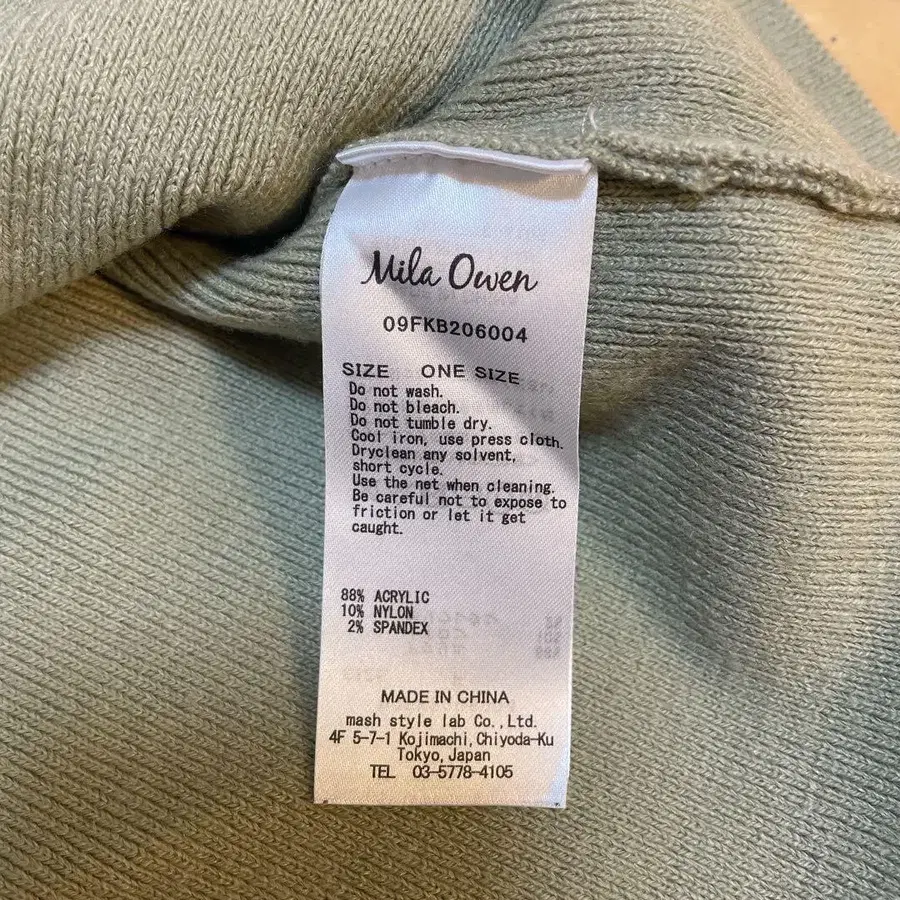 Mila Owen
09FKB206004
SIZE ONE SIZE
Do not wash.
Do not bleach.
Do not tumble dry.
Cool iron, use press cloth.
Dryclean any solvent,
short cycle.
Use the net when cleaning.
Be careful not to expose to
friction or let it get
caught.
88% ACRYLIC
10% NYLON
2% SPANDEX
MADE IN CHINA
mash style lab Co.,Ltd.
4F 5-7-1 Kojimachi,Chiyoda-Ku
Tokyo,Japan
TEL 03-5778-4105